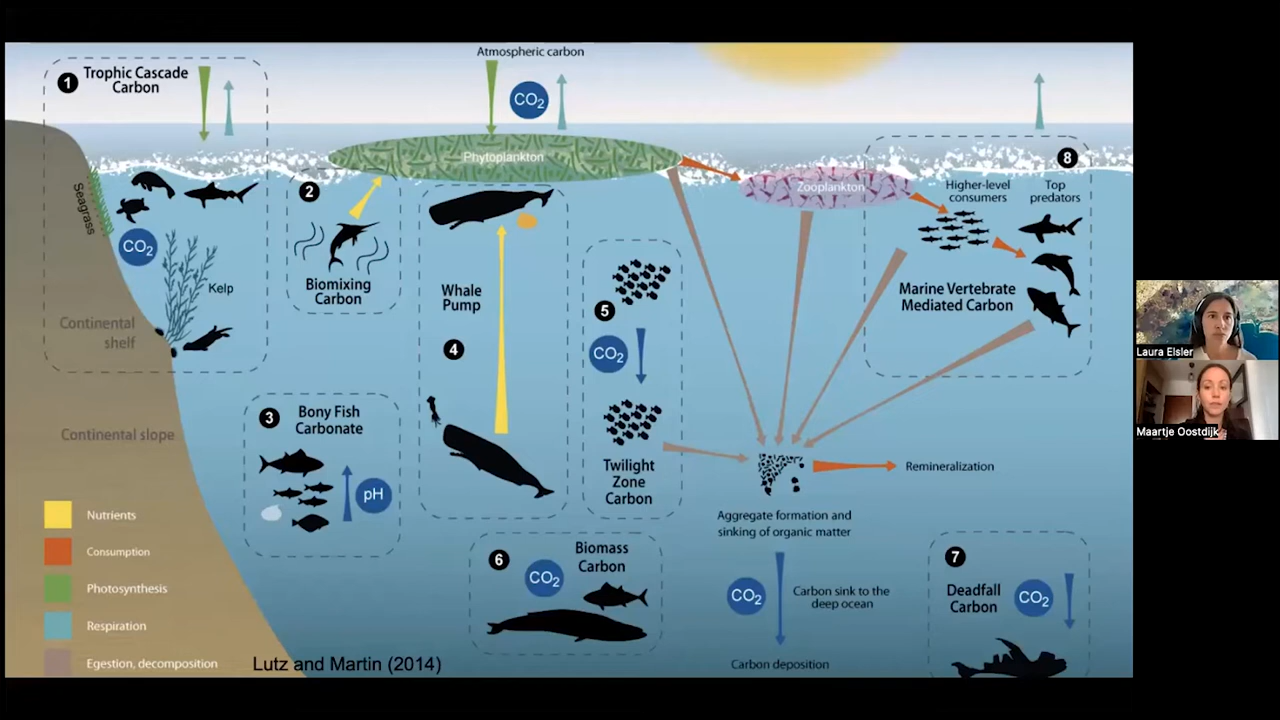 Atmospheric carbon
1
Trophic Cascade
Carbon
CO2
8
Phytoplankton
2
Zooplankton
Higher-level
consumers
Top
predators
Seagrass
CO2
Kelp
Biomixing
Carbon
Whale
Pump
4
5
CO2
Marine Vertebrate
Mediated Carbon
Continental
shelf
Continental slope
3
Bony Fish
Carbonate
pH
Twilight
Zone
Carbon
Remineralization
Aggregate formation and
sinking of organic matter
6
CO2
Biomass
Carbon
CO2
Carbon sink to the
deep ocean
Carbon deposition
7
Deadfall
Carbon
CO2
Nutrients
Consumption
Photosynthesis
Respiration
Egestion, decomposition
Lutz and Martin (2014)
Laura Elsler
Maartje Oostdijk